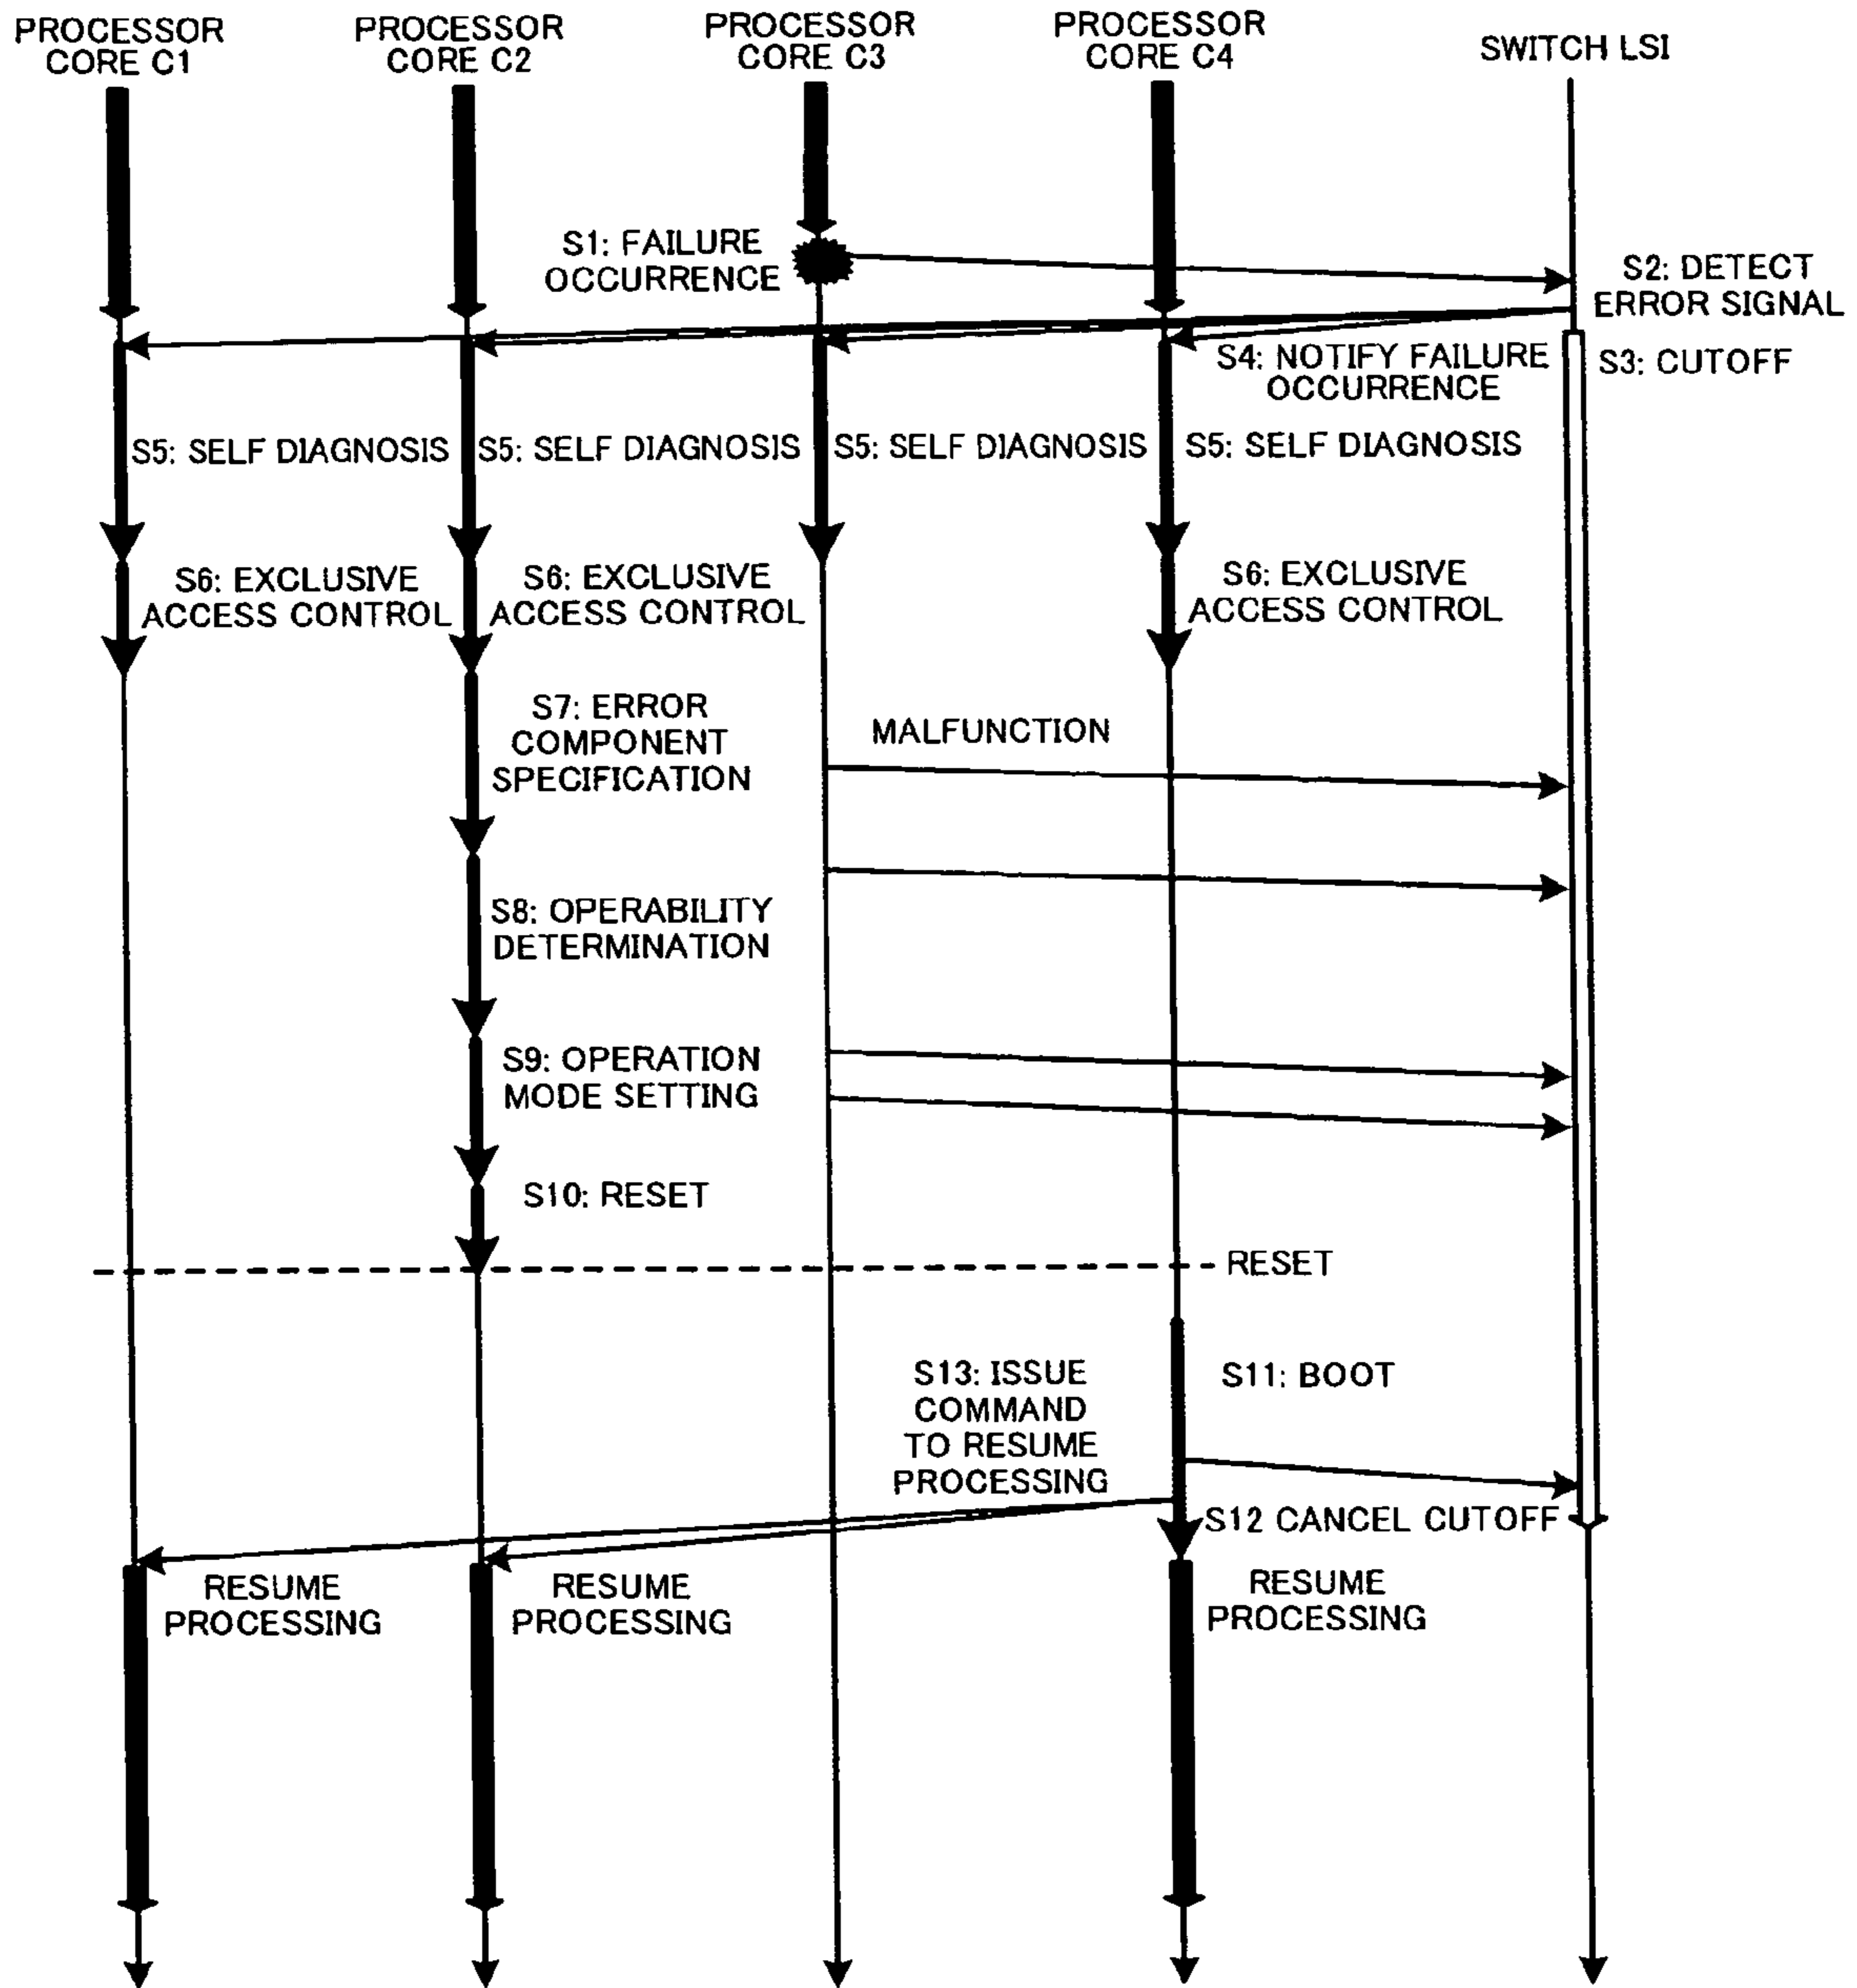 PROCESSOR
CORE C1
PROCESSOR
CORE C2
PROCESSOR
CORE C3
PROCESSOR
CORE C4
SWITCH LSI
S1: FAILURE
OCCURRENCE
S2: DETECT
ERROR SIGNAL
S4: NOTIFY FAILURE
OCCURRENCE
S3: CUTOFF
S5: SELF DIAGNOSIS
S5: SELF DIAGNOSIS
S5: SELF DIAGNOSIS
S5: SELF DIAGNOSIS
S6: EXCLUSIVE
ACCESS CONTROL
S6: EXCLUSIVE
ACCESS CONTROL
S6: EXCLUSIVE
ACCESS CONTROL
S7: ERROR
COMPONENT
SPECIFICATION
MALFUNCTION
S8: OPERABILITY
DETERMINATION
S9: OPERATION
MODE SETTING
S10: RESET
RESET
S13: ISSUE
COMMAND
TO RESUME
PROCESSING
S11: BOOT
S12 CANCEL CUTOFF
RESUME
PROCESSING
RESUME
PROCESSING
RESUME
PROCESSING